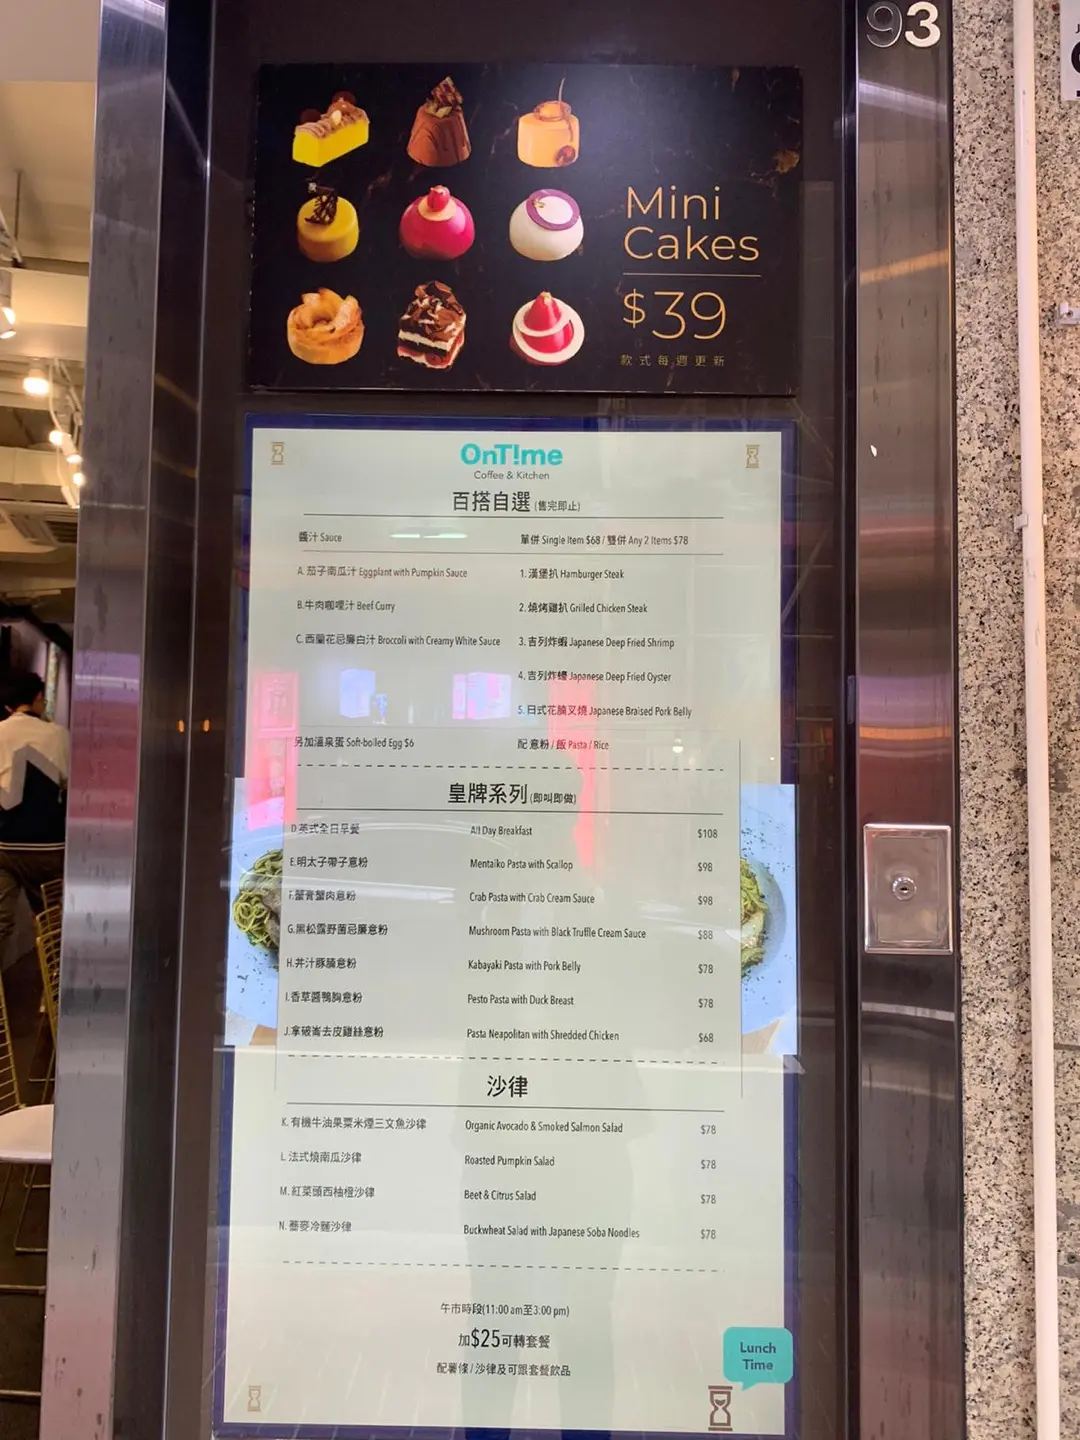 93
Mini
Cakes
$39
款式每週更新
OnT!me
Coffee & Kitchen
百搭自選 (售完即止)
醬汁 Sauce 單併 Single Item $68 / 雙併 Any 2 Items $78
A. 茄子南瓜汁 Eggplant with Pumpkin Sauce 1. 漢堡扒 Hamburger Steak
B. 牛肉咖哩汁 Beef Curry 2. 燒烤雞扒 Grilled Chicken Steak
C. 西蘭花忌廉白汁 Broccoli with Creamy White Sauce 3. 吉列炸蝦 Japanese Deep Fried Shrimp
4. 吉列炸蠔 Japanese Deep Fried Oyster
5. 日式花腩叉燒 Japanese Braised Pork Belly
另加溫泉蛋 Soft-boiled Egg $6 配 意粉 / 飯 Pasta / Rice
皇牌系列 (即叫即做)
D. 英式全日早餐 All Day Breakfast $108
E. 明太子帶子意粉 Mentaiko Pasta with Scallop $98
F. 蟹膏蟹肉意粉 Crab Pasta with Crab Cream Sauce $98
G. 黑松露野菌忌廉意粉 Mushroom Pasta with Black Truffle Cream Sauce $88
H. 丼汁豚腩意粉 Kabayaki Pasta with Pork Belly $78
I. 香草醬鴨胸意粉 Pesto Pasta with Duck Breast $78
J. 拿破崙去皮雞絲意粉 Pasta Neapolitan with Shredded Chicken $68
沙律
K. 有機牛油果粟米煙三文魚沙律 Organic Avocado & Smoked Salmon Salad $78
L. 法式燒南瓜沙律 Roasted Pumpkin Salad $78
M. 紅菜頭西柚橙沙律 Beet & Citrus Salad $78
N. 蕎麥冷麵沙律 Buckwheat Salad with Japanese Soba Noodles $78
午市時段(11:00 am至3:00 pm)
加$25可轉套餐
配薯條 / 沙律及可跟套餐飲品
Lunch
Time